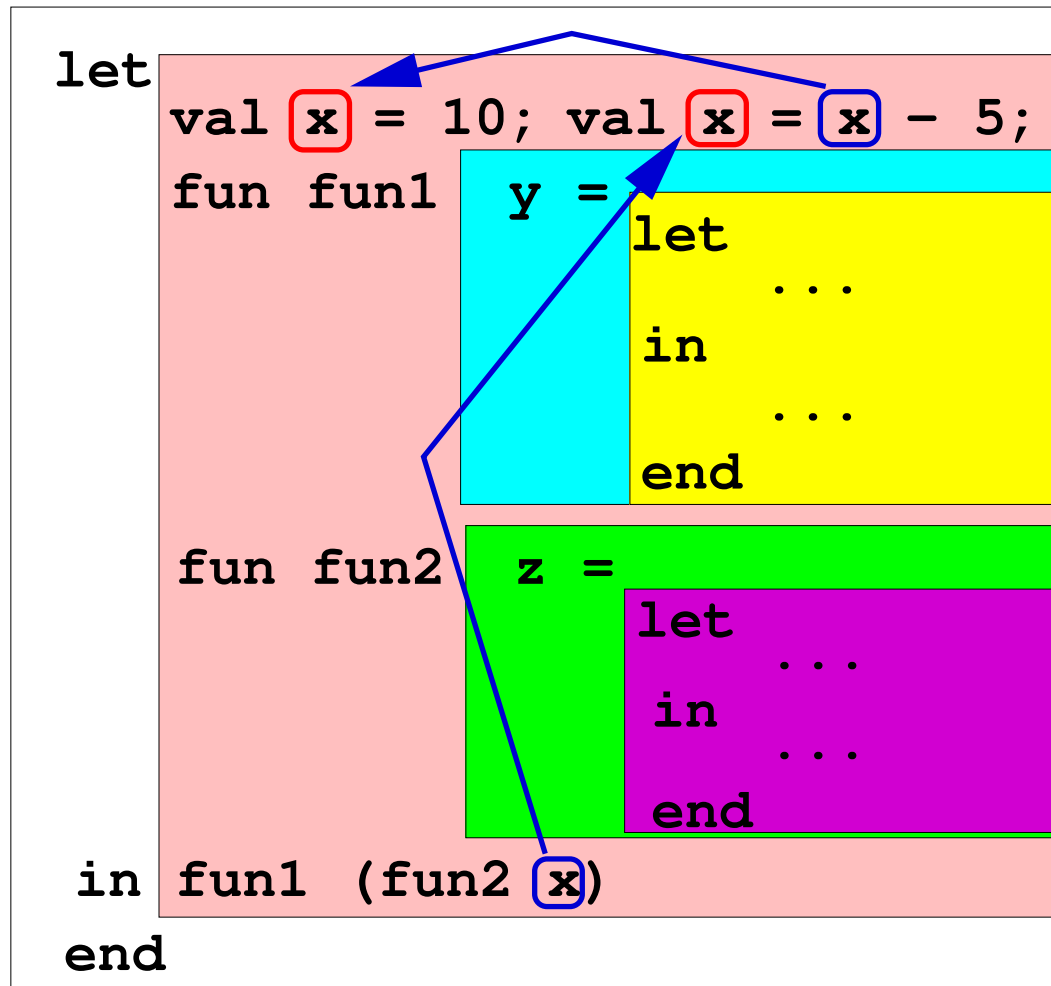 let
val x = 10; val x = x - 5;
fun fun1 y =
let
...
in
...
end
fun fun2 z =
let
...
in
...
end
in fun1 (fun2 x)
end